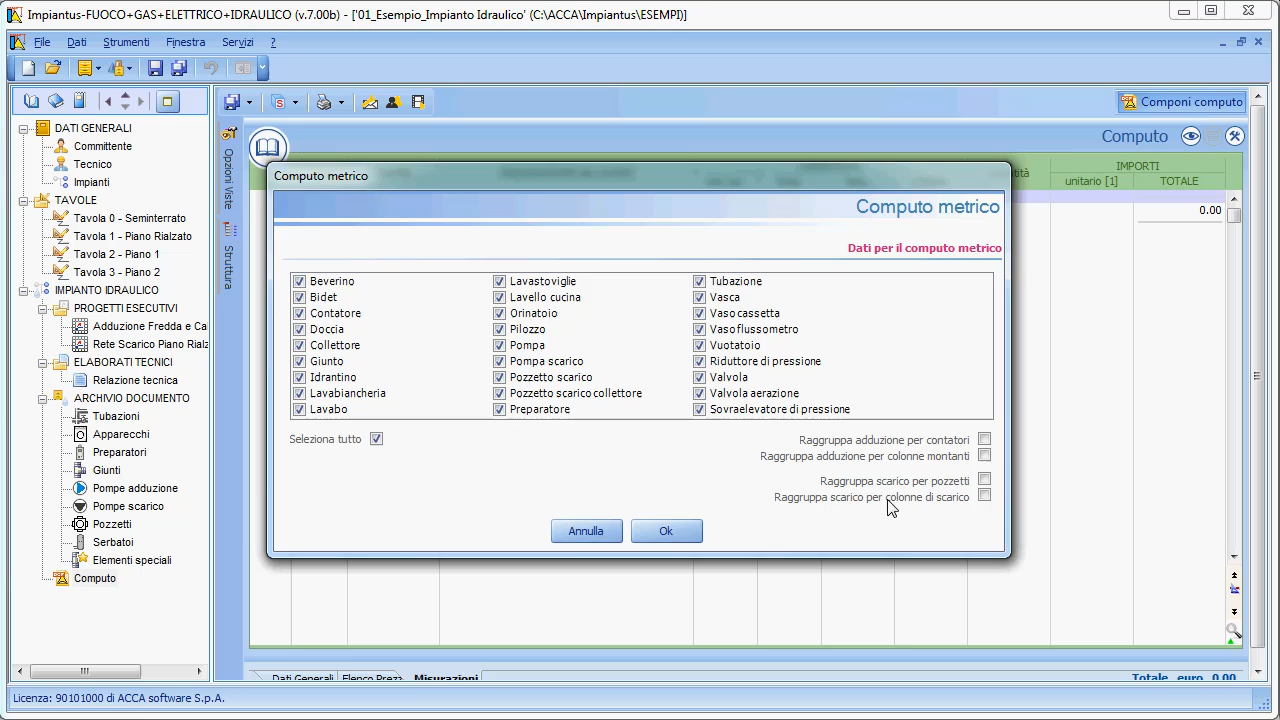 Impiantus-FUOCO+GAS+ELETTRICO+IDRAULICO (v.7.00b) - ['01_Esempio_Impianto Idraulico' (C:\ACCA\Impiantus\ESEMPI)]
File Dati Strumenti Finestra Servizi ?
Componi computo
Computo
Opzioni Viste
Struttura
DATI GENERALI
Committente
Tecnico
Impianti
TAVOLE
Tavola 0 - Seminterrato
Tavola 1 - Piano Rialzato
Tavola 2 - Piano 1
Tavola 3 - Piano 2
IMPIANTO IDRAULICO
PROGETTI ESECUTIVI
Adduzione Fredda e Ca
Rete Scarico Piano Rialz
ELABORATI TECNICI
Relazione tecnica
ARCHIVIO DOCUMENTO
Tubazioni
Apparecchi
Preparatori
Giunti
Pompe adduzione
Pompe scarico
Pozzetti
Serbatoi
Elementi speciali
Computo
IMPORTI
unitario [1] TOTALE
0.00
Computo metrico
Computo metrico
Dati per il computo metrico
Beverino Lavastoviglie Tubazione
Bidet Lavello cucina Vasca
Contatore Orinatoio Vaso cassetta
Doccia Pilozzo Vaso flussometro
Collettore Pompa Vuotatoio
Giunto Pompa scarico Riduttore di pressione
Idrantino Pozzetto scarico Valvola
Lavabiancheria Pozzetto scarico collettore Valvola aerazione
Lavabo Preparatore Sovraelevatore di pressione
Seleziona tutto
Raggruppa adduzione per contatori
Raggruppa adduzione per colonne montanti
Raggruppa scarico per pozzetti
Raggruppa scarico per colonne di scarico
Annulla Ok
Dati Generali Elenco Prezz Misurazioni Totale euro 0.00
Licenza: 90101000 di ACCA software S.p.A.